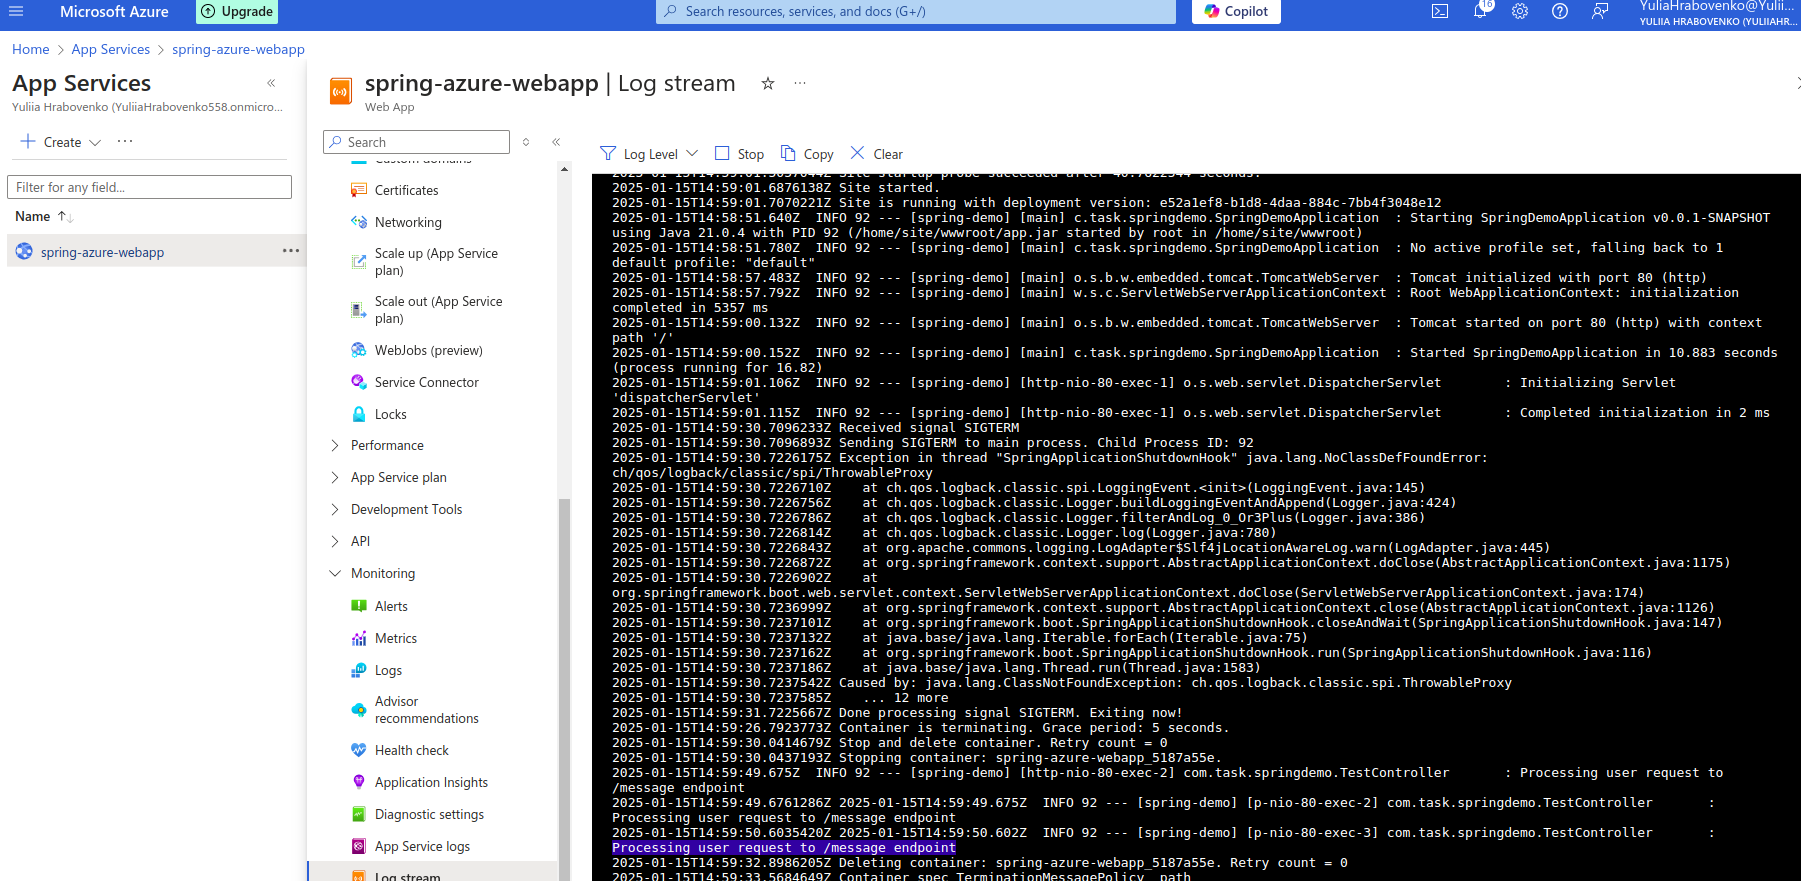 Microsoft Azure
Upgrade
Search resources, services, and docs (G+/)
Copilot
16
YuliaHrabovenko@Yulii...
YULIIA HRABOVENKO (YULIIAHR...
Home > App Services > spring-azure-webapp
App Services
Yuliia Hrabovenko (YuliiaHrabovenko558.onmicro...
Create
Filter for any field...
Name
spring-azure-webapp
spring-azure-webapp | Log stream
Web App
Search
Custom domains
Certificates
Networking
Scale up (App Service
plan)
Scale out (App Service
plan)
WebJobs (preview)
Service Connector
Locks
Performance
App Service plan
Development Tools
API
Monitoring
Alerts
Metrics
Logs
Advisor
recommendations
Health check
Application Insights
Diagnostic settings
App Service logs
Log stream
Log Level
Stop
Copy
Clear
2025-01-15T14:59:01.6876138Z Site started.
2025-01-15T14:59:01.7070221Z Site is running with deployment version: e52a1ef8-b1d8-4daa-884c-7bb4f3048e12
2025-01-15T14:58:51.640Z  INFO 92 --- [spring-demo] [main] c.task.springdemo.SpringDemoApplication  : Starting SpringDemoApplication v0.0.1-SNAPSHOT
using Java 21.0.4 with PID 92 (/home/site/wwwroot/app.jar started by root in /home/site/wwwroot)
2025-01-15T14:58:51.780Z  INFO 92 --- [spring-demo] [main] c.task.springdemo.SpringDemoApplication  : No active profile set, falling back to 1
default profile: "default"
2025-01-15T14:58:57.483Z  INFO 92 --- [spring-demo] [main] o.s.b.w.embedded.tomcat.TomcatWebServer  : Tomcat initialized with port 80 (http)
2025-01-15T14:58:57.792Z  INFO 92 --- [spring-demo] [main] w.s.c.ServletWebServerApplicationContext : Root WebApplicationContext: initialization
completed in 5357 ms
2025-01-15T14:59:00.132Z  INFO 92 --- [spring-demo] [main] o.s.b.w.embedded.tomcat.TomcatWebServer  : Tomcat started on port 80 (http) with context
path '/'
2025-01-15T14:59:00.152Z  INFO 92 --- [spring-demo] [main] c.task.springdemo.SpringDemoApplication  : Started SpringDemoApplication in 10.883 seconds
(process running for 16.82)
2025-01-15T14:59:01.106Z  INFO 92 --- [spring-demo] [http-nio-80-exec-1] o.s.web.servlet.DispatcherServlet        : Initializing Servlet
'dispatcherServlet'
2025-01-15T14:59:01.115Z  INFO 92 --- [spring-demo] [http-nio-80-exec-1] o.s.web.servlet.DispatcherServlet        : Completed initialization in 2 ms
2025-01-15T14:59:30.7096233Z Received signal SIGTERM
2025-01-15T14:59:30.7096893Z Sending SIGTERM to main process. Child Process ID: 92
2025-01-15T14:59:30.7226175Z Exception in thread "SpringApplicationShutdownHook" java.lang.NoClassDefFoundError:
ch/qos/logback/classic/spi/ThrowableProxy
2025-01-15T14:59:30.7226710Z    at ch.qos.logback.classic.spi.LoggingEvent.<init>(LoggingEvent.java:145)
2025-01-15T14:59:30.7226756Z    at ch.qos.logback.classic.Logger.buildLoggingEventAndAppend(Logger.java:424)
2025-01-15T14:59:30.7226786Z    at ch.qos.logback.classic.Logger.filterAndLog_0_Or3Plus(Logger.java:386)
2025-01-15T14:59:30.7226814Z    at ch.qos.logback.classic.Logger.log(Logger.java:780)
2025-01-15T14:59:30.7226843Z    at org.apache.commons.logging.LogAdapter$Slf4jLocationAwareLog.warn(LogAdapter.java:445)
2025-01-15T14:59:30.7226872Z    at org.springframework.context.support.AbstractApplicationContext.doClose(AbstractApplicationContext.java:1175)
2025-01-15T14:59:30.7226902Z    at
org.springframework.boot.web.servlet.context.ServletWebServerApplicationContext.doClose(ServletWebServerApplicationContext.java:174)
2025-01-15T14:59:30.7236999Z    at org.springframework.context.support.AbstractApplicationContext.close(AbstractApplicationContext.java:1126)
2025-01-15T14:59:30.7237101Z    at org.springframework.boot.SpringApplicationShutdownHook.closeAndWait(SpringApplicationShutdownHook.java:147)
2025-01-15T14:59:30.7237132Z    at java.base/java.lang.Iterable.forEach(Iterable.java:75)
2025-01-15T14:59:30.7237162Z    at org.springframework.boot.SpringApplicationShutdownHook.run(SpringApplicationShutdownHook.java:116)
2025-01-15T14:59:30.7237186Z    at java.base/java.lang.Thread.run(Thread.java:1583)
2025-01-15T14:59:30.7237542Z Caused by: java.lang.ClassNotFoundException: ch.qos.logback.classic.spi.ThrowableProxy
2025-01-15T14:59:30.7237585Z    ... 12 more
2025-01-15T14:59:31.7225667Z Done processing signal SIGTERM. Exiting now!
2025-01-15T14:59:26.7923773Z Container is terminating. Grace period: 5 seconds.
2025-01-15T14:59:30.0414679Z Stop and delete container. Retry count = 0
2025-01-15T14:59:30.0437193Z Stopping container: spring-azure-webapp_5187a55e.
2025-01-15T14:59:49.675Z  INFO 92 --- [spring-demo] [http-nio-80-exec-2] com.task.springdemo.TestController       : Processing user request to
/message endpoint
2025-01-15T14:59:49.6761286Z 2025-01-15T14:59:49.675Z  INFO 92 --- [spring-demo] [p-nio-80-exec-2] com.task.springdemo.TestController       :
Processing user request to /message endpoint
2025-01-15T14:59:50.6035420Z 2025-01-15T14:59:50.602Z  INFO 92 --- [spring-demo] [p-nio-80-exec-3] com.task.springdemo.TestController       :
Processing user request to /message endpoint
2025-01-15T14:59:32.8986205Z Deleting container: spring-azure-webapp_5187a55e. Retry count = 0
2025-01-15T14:59:33.5684649Z Container spec TerminationMessagePolicy path